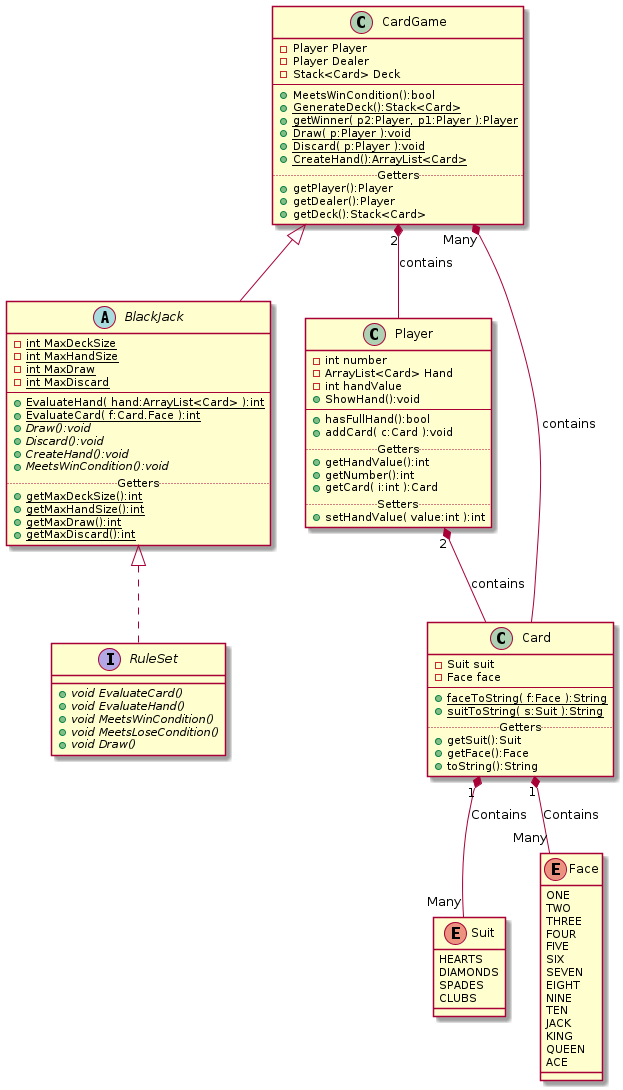 C CardGame
Player Player
Player Dealer
Stack<Card> Deck
MeetsWinCondition():bool
GenerateDeck():Stack<Card>
getWinner( p2:Player, p1:Player ):Player
Draw( p:Player ):void
Discard( p:Player ):void
CreateHand():ArrayList<Card>
Getters
getPlayer():Player
getDealer():Player
getDeck():Stack<Card>
2
Many
contains
contains
A BlackJack
int MaxDeckSize
int MaxHandSize
int MaxDraw
int MaxDiscard
EvaluateHand( hand:ArrayList<Card> ):int
EvaluateCard( f:Card.Face ):int
Draw():void
Discard():void
CreateHand():void
MeetsWinCondition():void
Getters
getMaxDeckSize():int
getMaxHandSize():int
getMaxDraw():int
getMaxDiscard():int
C Player
int number
ArrayList<Card> Hand
int handValue
ShowHand():void
hasFullHand():bool
addCard( c:Card ):void
Getters
getHandValue():int
getNumber():int
getCard( i:int ):Card
Setters
setHandValue( value:int ):int
2
contains
I RuleSet
void EvaluateCard()
void EvaluateHand()
void MeetsWinCondition()
void MeetsLoseCondition()
void Draw()
C Card
Suit suit
Face face
faceToString( f:Face ):String
suitToString( s:Suit ):String
Getters
getSuit():Suit
getFace():Face
toString():String
1
1
Contains
Contains
Many
Many
E Suit
HEARTS
DIAMONDS
SPADES
CLUBS
E Face
ONE
TWO
THREE
FOUR
FIVE
SIX
SEVEN
EIGHT
NINE
TEN
JACK
KING
QUEEN
ACE